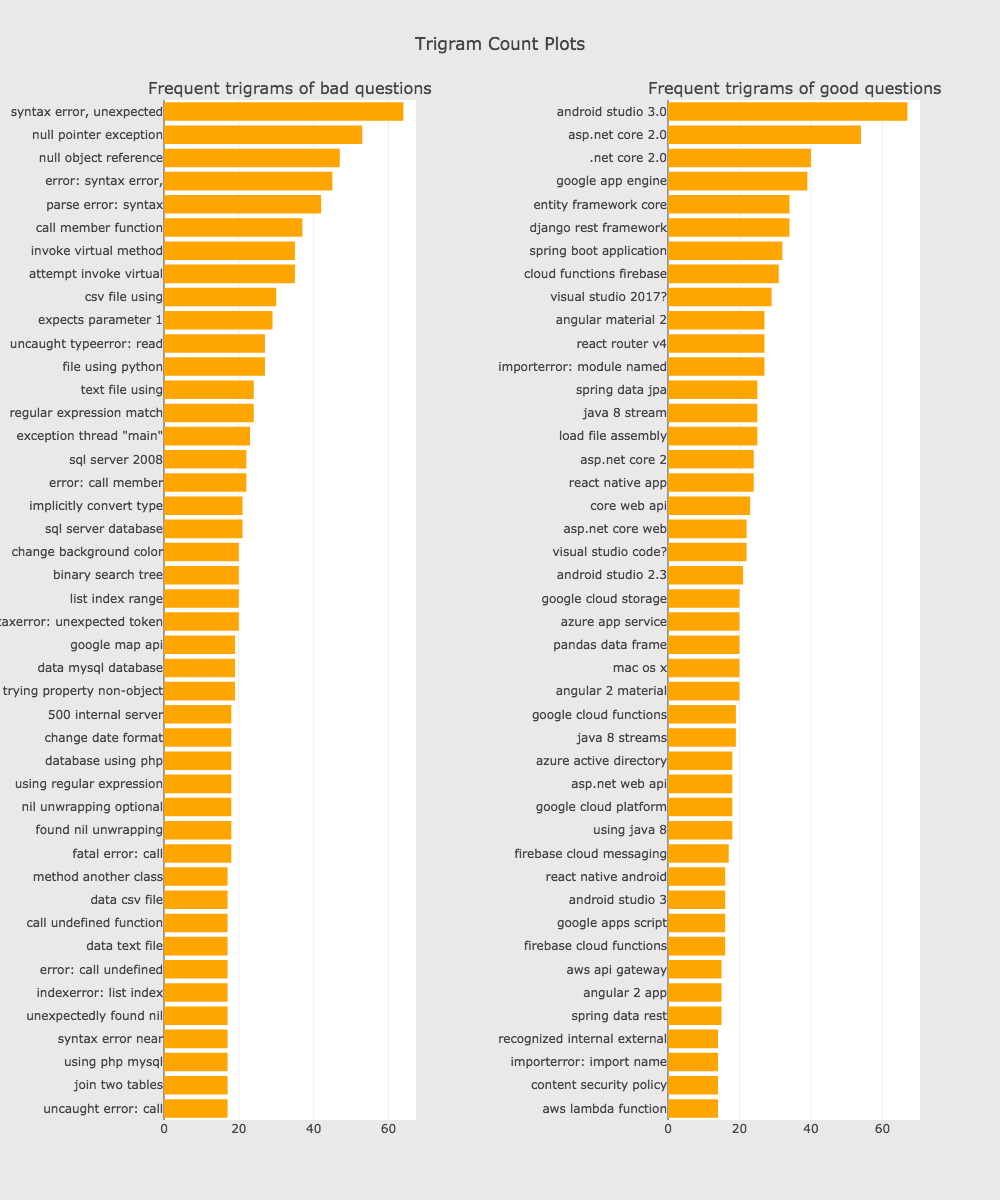 Trigram Count Plots
Frequent trigrams of bad questions
syntax error, unexpected
null pointer exception
null object reference
error: syntax error,
parse error: syntax
call member function
invoke virtual method
attempt invoke virtual
csv file using
expects parameter 1
uncaught typeerror: read
file using python
text file using
regular expression match
exception thread "main"
sql server 2008
error: call member
implicitly convert type
sql server database
change background color
binary search tree
list index range
taxerror: unexpected token
google map api
data mysql database
trying property non-object
500 internal server
change date format
database using php
using regular expression
nil unwrapping optional
found nil unwrapping
fatal error: call
method another class
data csv file
call undefined function
data text file
error: call undefined
indexerror: list index
unexpectedly found nil
syntax error near
using php mysql
join two tables
uncaught error: call
0 20 40 60
Frequent trigrams of good questions
android studio 3.0
asp.net core 2.0
.net core 2.0
google app engine
entity framework core
django rest framework
spring boot application
cloud functions firebase
visual studio 2017?
angular material 2
react router v4
importerror: module named
spring data jpa
java 8 stream
load file assembly
asp.net core 2
react native app
core web api
asp.net core web
visual studio code?
android studio 2.3
google cloud storage
azure app service
pandas data frame
mac os x
angular 2 material
google cloud functions
java 8 streams
azure active directory
asp.net web api
google cloud platform
using java 8
firebase cloud messaging
react native android
android studio 3
google apps script
firebase cloud functions
aws api gateway
angular 2 app
spring data rest
recognized internal external
importerror: import name
content security policy
aws lambda function
0 20 40 60